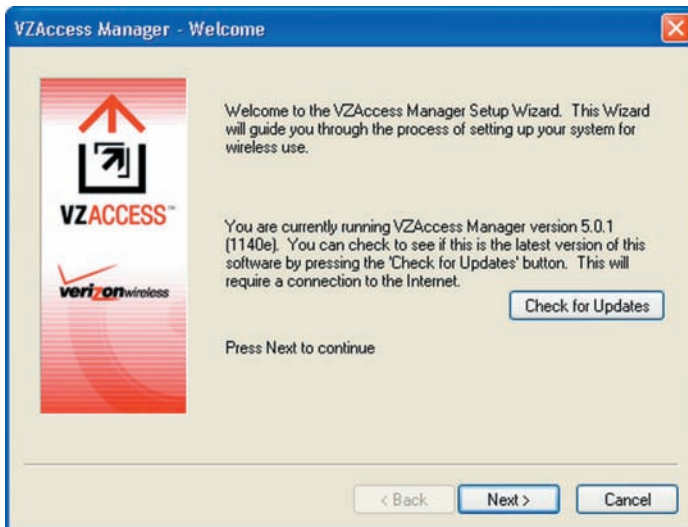 VZAccess Manager - Welcome
VZACCESS™
verizonwireless
Welcome to the VZAccess Manager Setup Wizard. This Wizard
will guide you through the process of setting up your system for
wireless use.
You are currently running VZAccess Manager version 5.0.1
(1140e). You can check to see if this is the latest version of this
software by pressing the 'Check for Updates' button. This will
require a connection to the Internet.
Check for Updates
Press Next to continue
< Back
Next >
Cancel